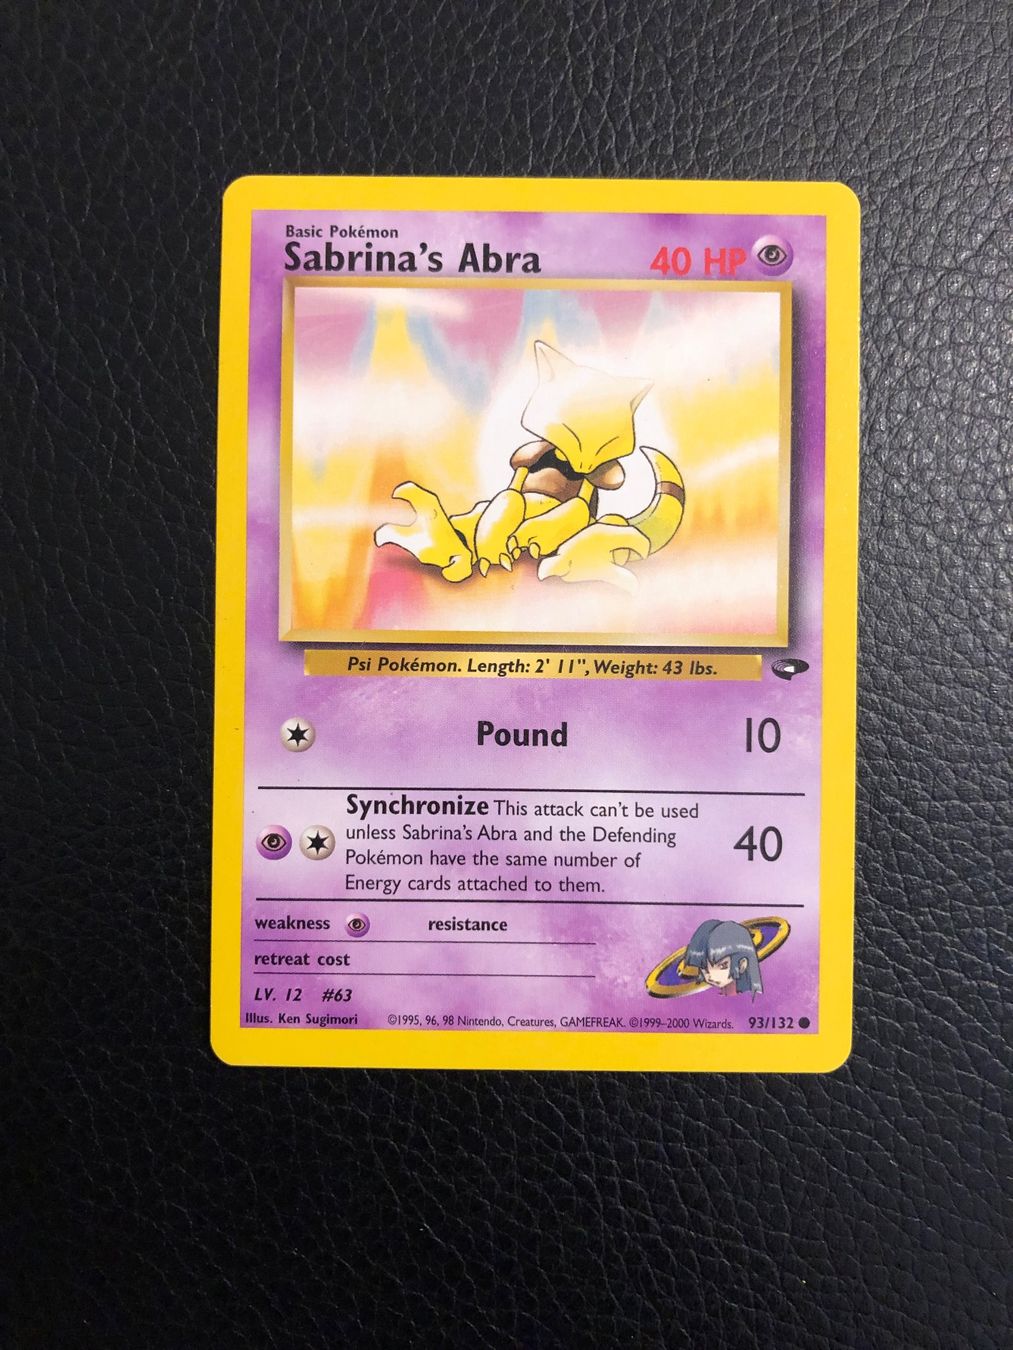 Basic Pokémon
Sabrina's Abra
40 HP
Psi Pokémon. Length: 2' 11", Weight: 43 lbs.
Pound
10
Synchronize This attack can't be used
unless Sabrina's Abra and the Defending
Pokémon have the same number of
Energy cards attached to them.
40
weakness
resistance
retreat cost
LV. 12 #63
Illus. Ken Sugimori
©1995, 96, 98 Nintendo, Creatures, GAMEFREAK. ©1999-2000 Wizards.
93/132